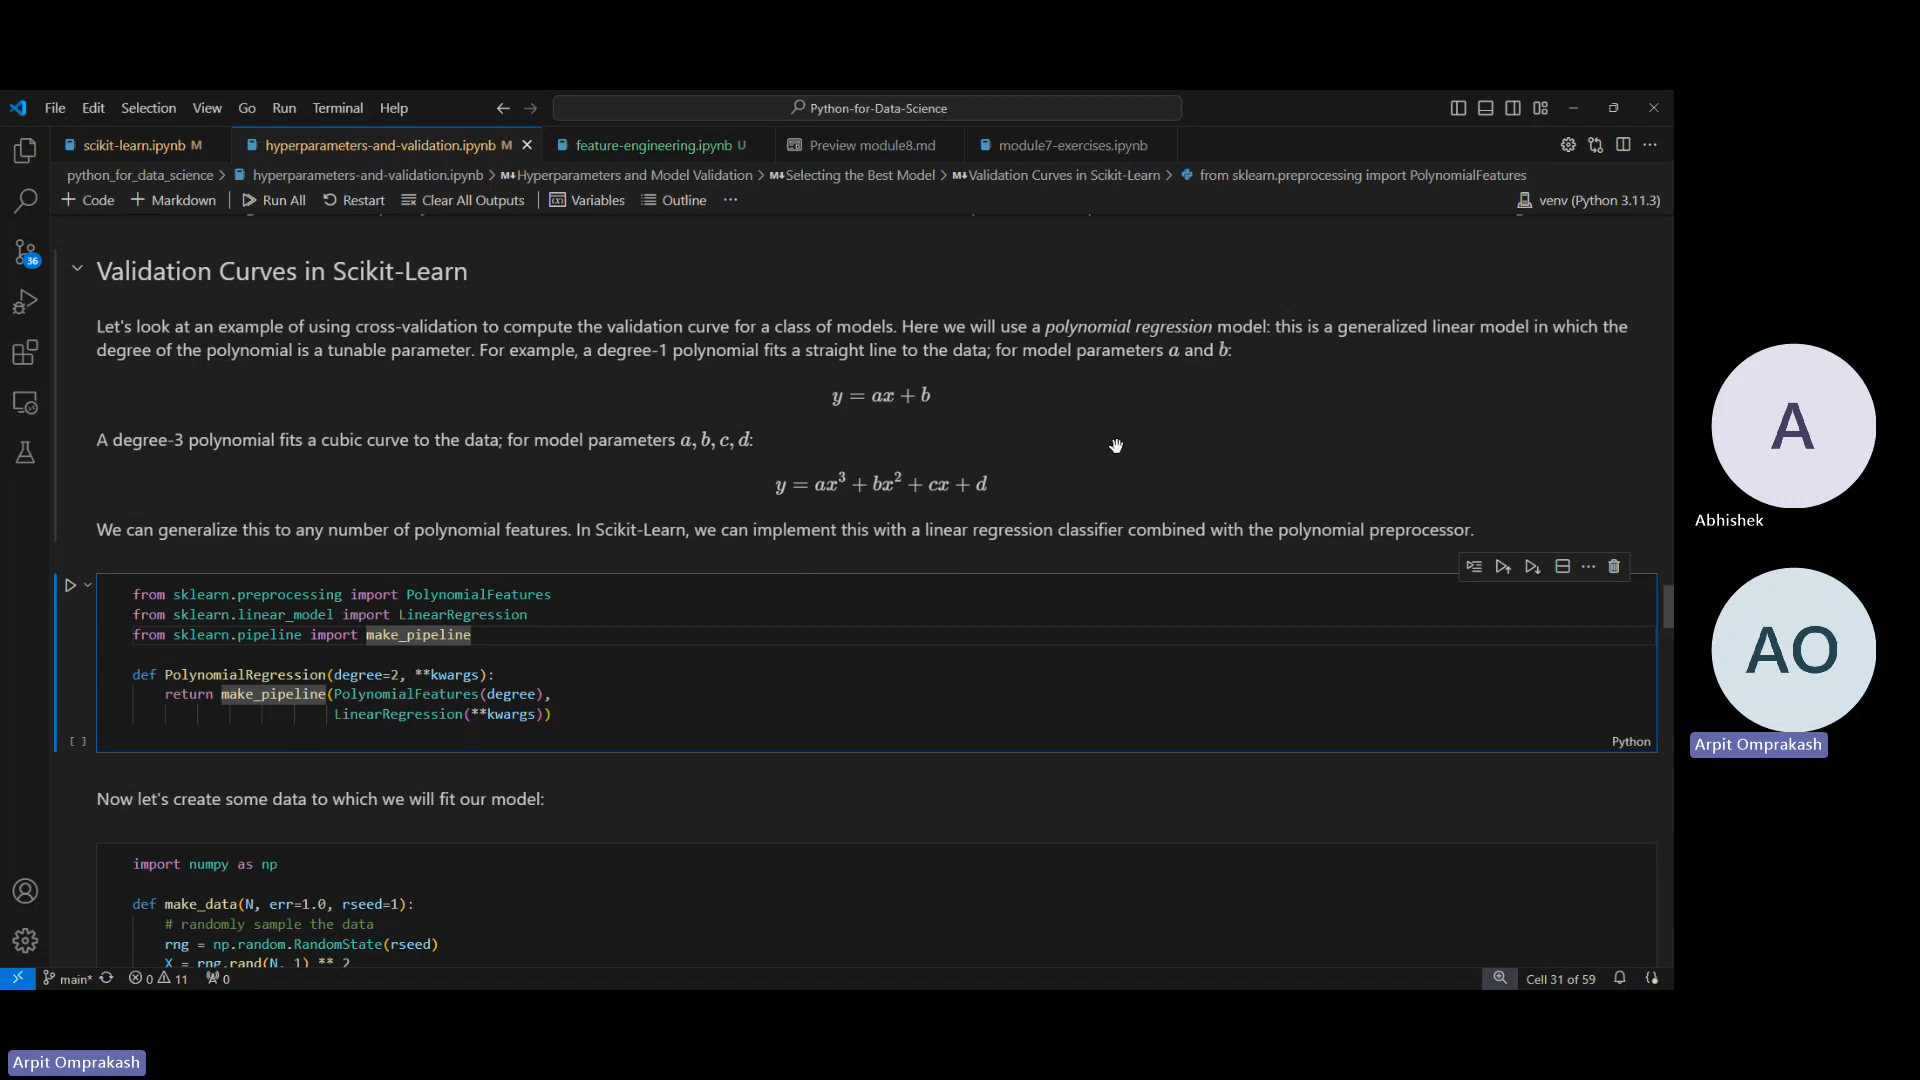 File Edit Selection View Go Run Terminal Help
Python-for-Data-Science
scikit-learn.ipynb M
hyperparameters-and-validation.ipynb M
feature-engineering.ipynb U
Preview module8.md
module7-exercises.ipynb
python_for_data_science > hyperparameters-and-validation.ipynb > M↓Hyperparameters and Model Validation > M↓Selecting the Best Model > M↓Validation Curves in Scikit-Learn > from sklearn.preprocessing import PolynomialFeatures
+ Code + Markdown Run All Restart Clear All Outputs Variables Outline ... venv (Python 3.11.3)
36
Validation Curves in Scikit-Learn
Let's look at an example of using cross-validation to compute the validation curve for a class of models. Here we will use a polynomial regression model: this is a generalized linear model in which the
degree of the polynomial is a tunable parameter. For example, a degree-1 polynomial fits a straight line to the data; for model parameters a and b:
y = ax + b
A degree-3 polynomial fits a cubic curve to the data; for model parameters a, b, c, d:
y = ax³ + bx² + cx + d
We can generalize this to any number of polynomial features. In Scikit-Learn, we can implement this with a linear regression classifier combined with the polynomial preprocessor.
from sklearn.preprocessing import PolynomialFeatures
from sklearn.linear_model import LinearRegression
from sklearn.pipeline import make_pipeline
def PolynomialRegression(degree=2, **kwargs):
return make_pipeline(PolynomialFeatures(degree),
LinearRegression(**kwargs))
[ ]
Python
Now let's create some data to which we will fit our model:
import numpy as np
def make_data(N, err=1.0, rseed=1):
# randomly sample the data
rng = np.random.RandomState(rseed)
X = rng.rand(N, 1) ** 2
main* 0 11 0
Cell 31 of 59
A
Abhishek
AO
Arpit Omprakash
Arpit Omprakash